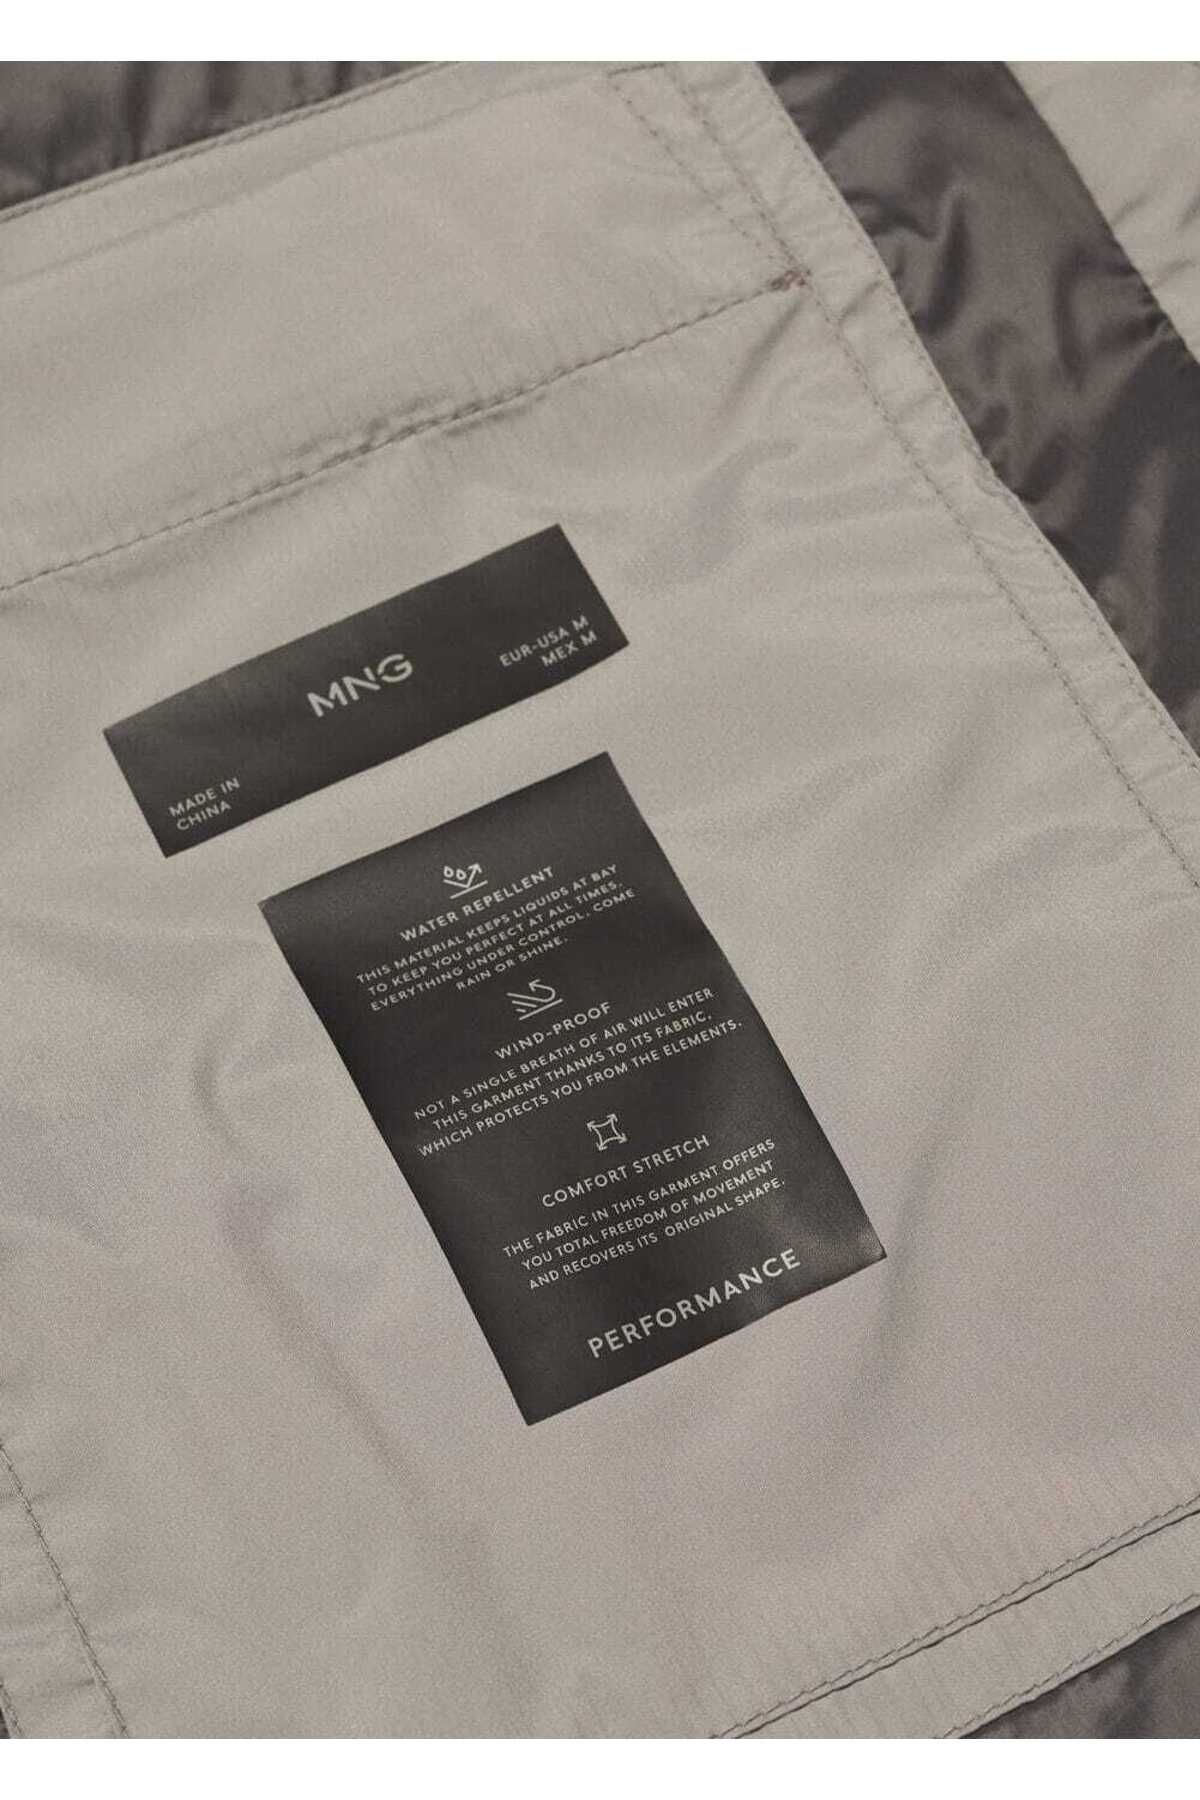 MNG
EUR-USA M
MEX M
MADE IN
CHINA
WATER REPELLENT
THIS MATERIAL KEEPS LIQUIDS AT BAY
TO KEEP YOU PERFECT AT ALL TIMES,
EVERYTHING UNDER CONTROL, COME
RAIN OR SHINE.
WIND-PROOF
NOT A SINGLE BREATH OF AIR WILL ENTER
THIS GARMENT THANKS TO ITS FABRIC,
WHICH PROTECTS YOU FROM THE ELEMENTS.
COMFORT STRETCH
THE FABRIC IN THIS GARMENT OFFERS
YOU TOTAL FREEDOM OF MOVEMENT
AND RECOVERS ITS ORIGINAL SHAPE.
PERFORMANCE